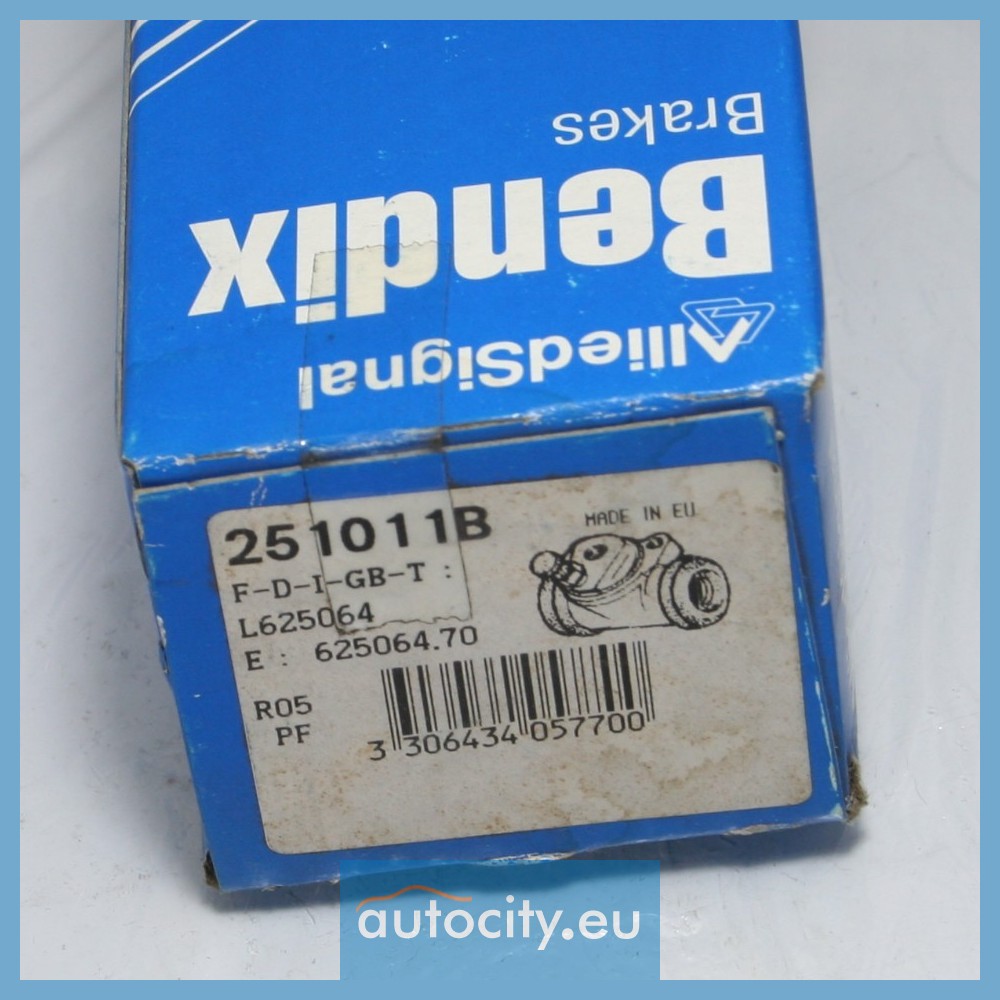 Brakes
Bendix
AlliedSignal
251011B
MADE IN EU
F-D-I-GB-T :
L625064
E : 625064.70
R05
PF
3 306434 057700
autocity.eu